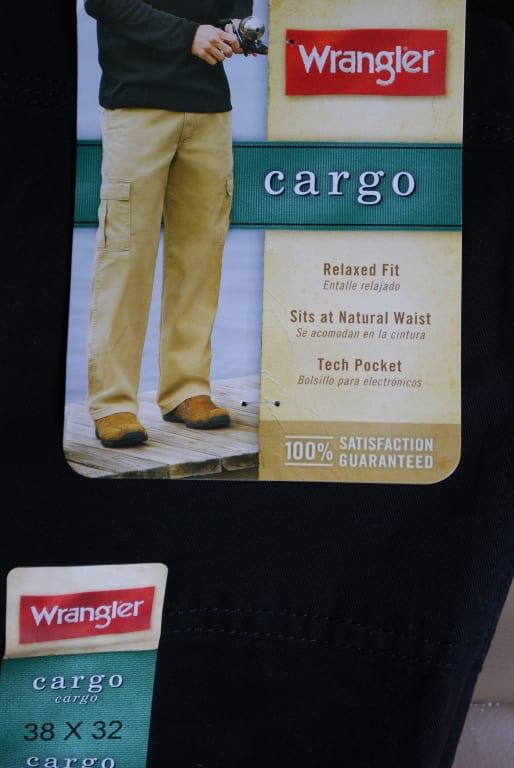 Wrangler
cargo
Relaxed Fit
Entalle relajado
Sits at Natural Waist
Se acomodan en la cintura
Tech Pocket
Bolsillo para electrónicos
100% SATISFACTION
GUARANTEED
Wrangler
cargo
cargo
38 X 32
cargo